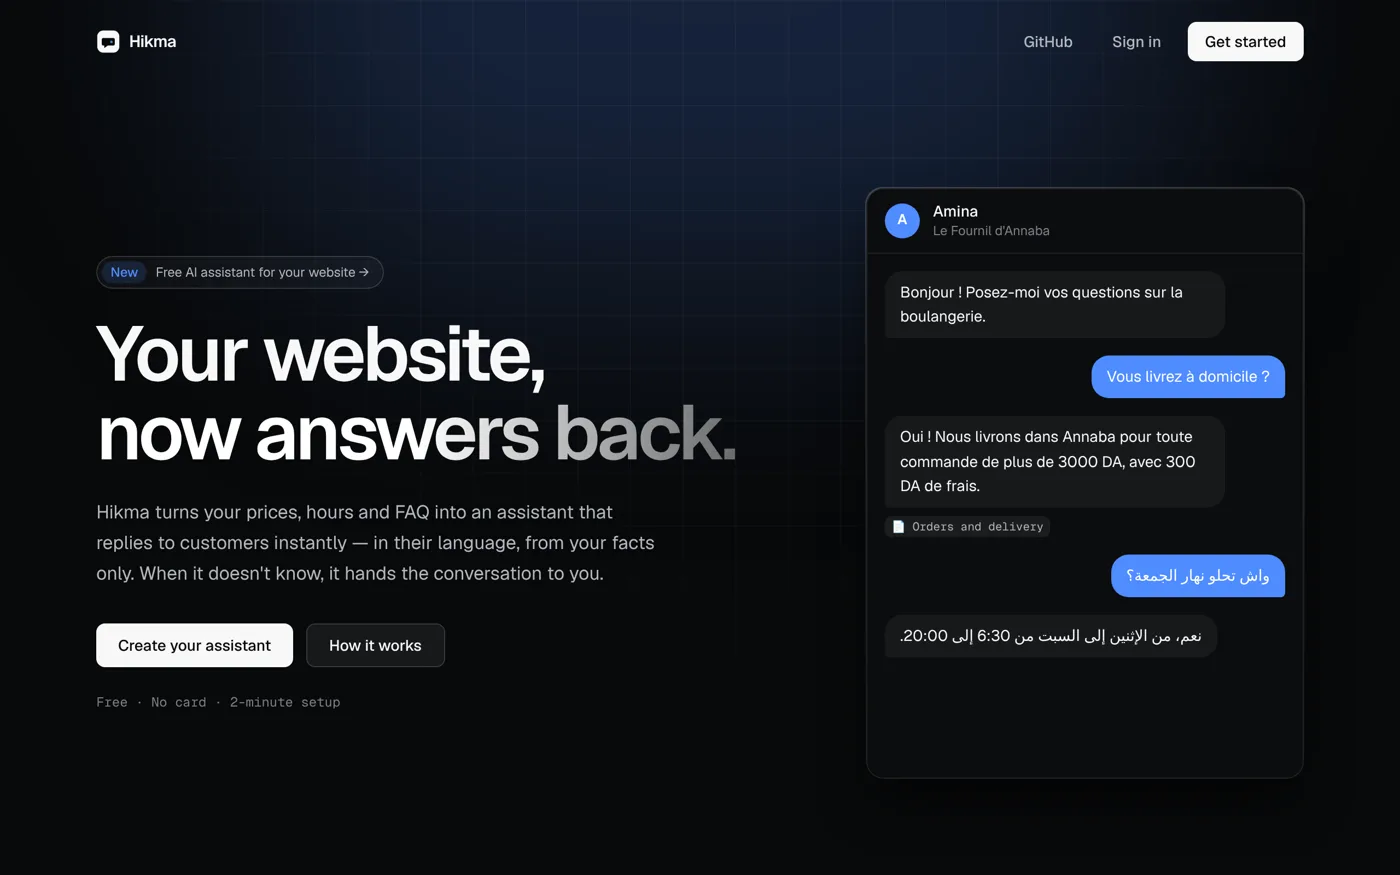 Hikma
GitHub
Sign in
Get started
New Free AI assistant for your website →
Your website,
now answers back.
Hikma turns your prices, hours and FAQ into an assistant that
replies to customers instantly — in their language, from your facts
only. When it doesn't know, it hands the conversation to you.
Create your assistant
How it works
Free · No card · 2-minute setup
A
Amina
Le Fournil d'Annaba
Bonjour ! Posez-moi vos questions sur la
boulangerie.
Vous livrez à domicile ?
Oui ! Nous livrons dans Annaba pour toute
commande de plus de 3000 DA, avec 300
DA de frais.
Orders and delivery
واش تحلو نهار الجمعة؟
نعم، من الإثنين إلى السبت من 6:30 إلى 20:00.